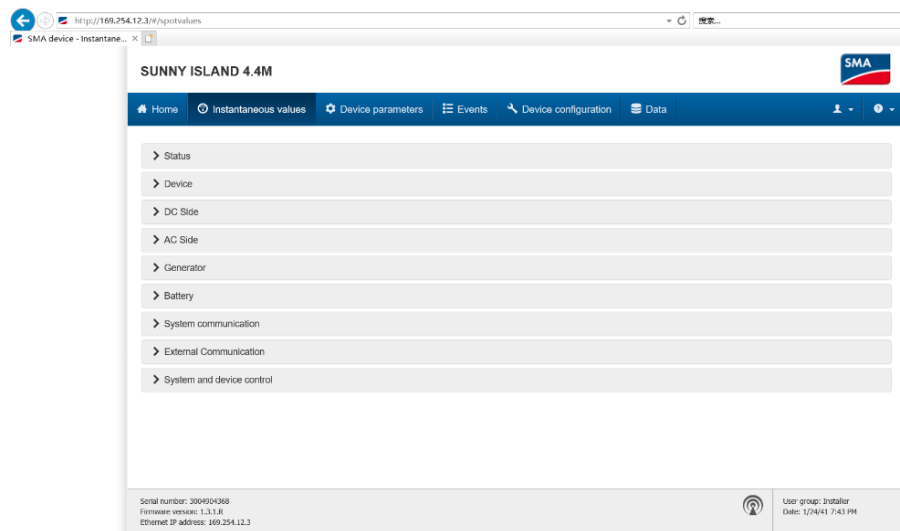 http://169.254.12.3/#/spotvalues
搜索...
SMA device - Instantane...
SUNNY ISLAND 4.4M
SMA
Home Instantaneous values Device parameters Events Device configuration Data
Status
Device
DC Side
AC Side
Generator
Battery
System communication
External Communication
System and device control
Serial number: 3004904368
Firmware version: 1.3.1.R
Ethernet IP address: 169.254.12.3
User group: Installer
Date: 1/24/41 7:43 PM